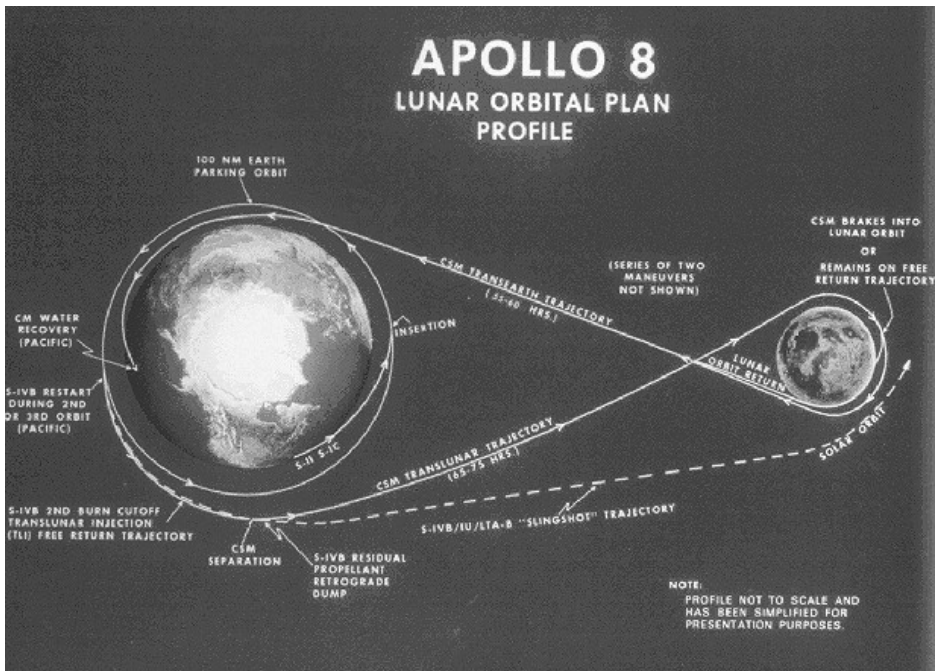 APOLLO 8
LUNAR ORBITAL PLAN
PROFILE
100 NM EARTH
PARKING ORBIT
CSM BRAKES INTO
LUNAR ORBIT
OR
REMAINS ON FREE
RETURN TRAJECTORY
(SERIES OF TWO
MANEUVERS
NOT SHOWN)
CSM TRANSEARTH TRAJECTORY
(55-60 HRS.)
INSERTION
CM WATER
RECOVERY
(PACIFIC)
S-IVB RESTART
DURING 2ND
OR 3RD ORBIT
(PACIFIC)
LUNAR
ORBIT RETURN
SOLAR ORBIT
S-II S-IC
CSM TRANSLUNAR TRAJECTORY
(65-75 HRS.)
S-IVB 2ND BURN CUTOFF
TRANSLUNAR INJECTION
(TLI) FREE RETURN TRAJECTORY
S-IVB/IU/LTA-B "SLINGSHOT" TRAJECTORY
CSM
SEPARATION
S-IVB RESIDUAL
PROPELLANT
RETROGRADE
DUMP
NOTE:
PROFILE NOT TO SCALE AND
HAS BEEN SIMPLIFIED FOR
PRESENTATION PURPOSES.